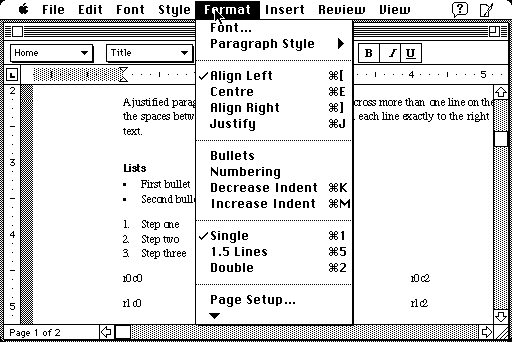 File Edit Font Style Format Insert Review View
Home Title B I U
Font...
Paragraph Style
Align Left ⌘[
Centre ⌘E
Align Right ⌘]
Justify ⌘J
Bullets
Numbering
Decrease Indent ⌘K
Increase Indent ⌘M
Single ⌘1
1.5 Lines ⌘5
Double ⌘2
Page Setup...
L 4 5
2
3
4
5
A justified parag cross more than one line on the
the spaces betw each line exactly to the right
text.
Lists
• First bullet
• Second bull
1. Step one
2. Step two
3. Step three
r0c0 r0c2
r1c0 r1c2
Page 1 of 2